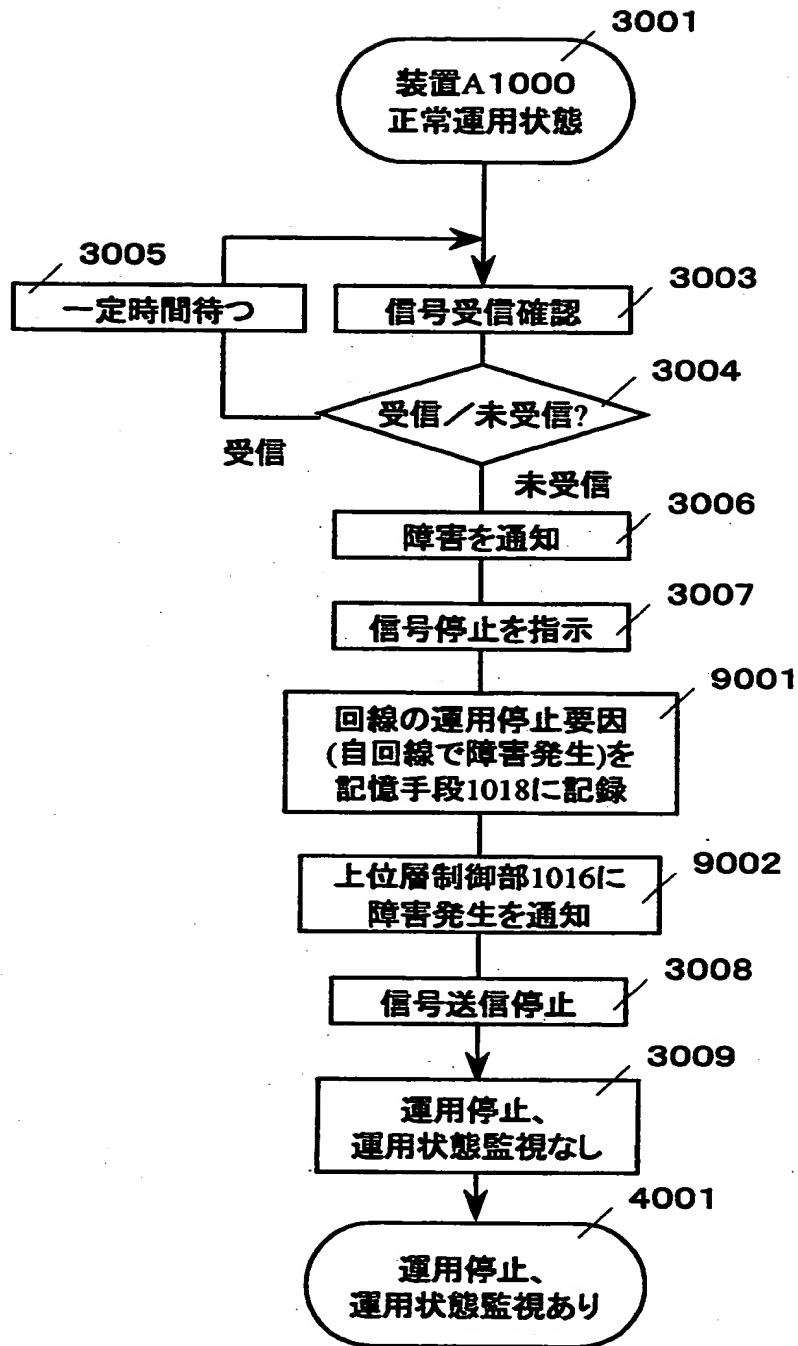 3001
装置A1000
正常運用状態
3005
一定時間待つ
3003
信号受信確認
3004
受信／未受信?
受信
未受信
3006
障害を通知
3007
信号停止を指示
9001
回線の運用停止要因
(自回線で障害発生)を
記憶手段1018に記録
9002
上位層制御部1016に
障害発生を通知
3008
信号送信停止
3009
運用停止、
運用状態監視なし
4001
運用停止、
運用状態監視あり